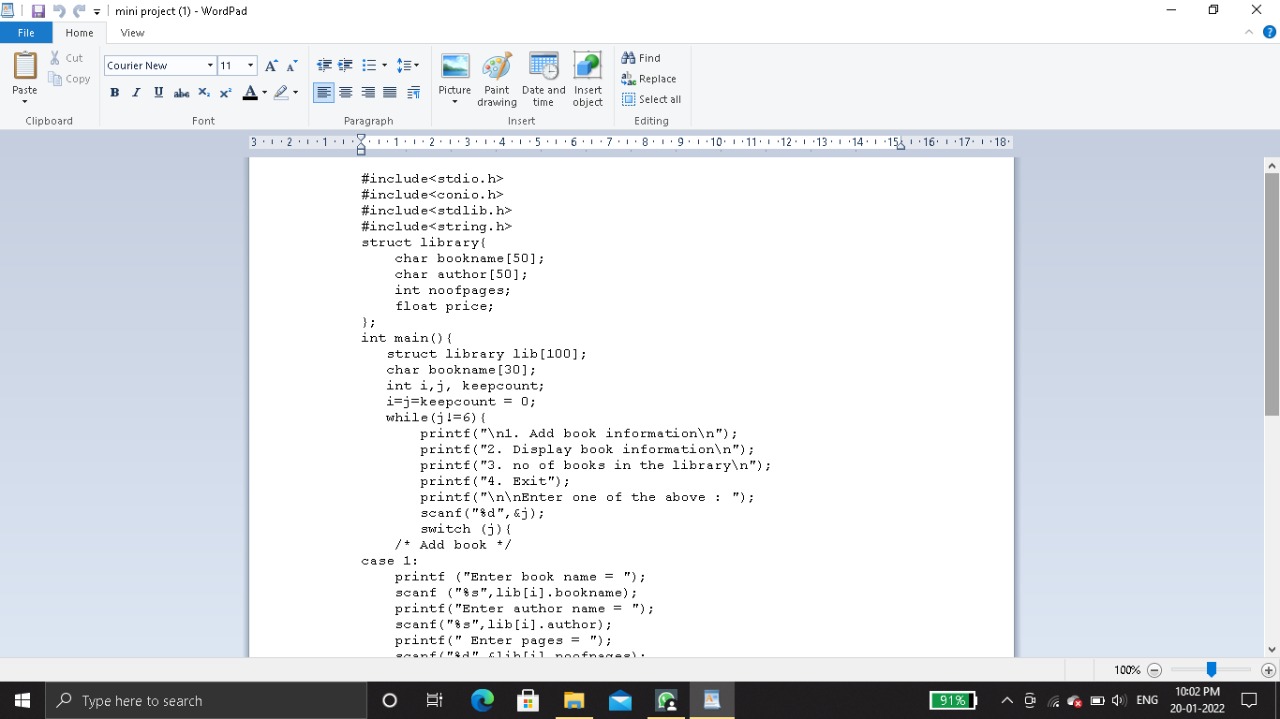 mini project (1) - WordPad
File
Home
View
Paste
Cut
Copy
Clipboard
Courier New
11
B I U abc X₂ X² A
Font
Paragraph
Picture
Paint drawing
Date and time
Insert object
Insert
Find
Replace
Select all
Editing
3 2 1 1 2 3 4 5 6 7 8 9 10 11 12 13 14 15 16 17 18
#include<stdio.h>
#include<conio.h>
#include<stdlib.h>
#include<string.h>
struct library{
    char bookname[50];
    char author[50];
    int noofpages;
    float price;
};
int main(){
   struct library lib[100];
   char bookname[30];
   int i,j, keepcount;
   i=j=keepcount = 0;
   while(j!=6){
       printf("\n1. Add book information\n");
       printf("2. Display book information\n");
       printf("3. no of books in the library\n");
       printf("4. Exit");
       printf("\n\nEnter one of the above : ");
       scanf("%d",&j);
       switch (j){
    /* Add book */
case 1:
    printf ("Enter book name = ");
    scanf ("%s",lib[i].bookname);
    printf("Enter author name = ");
    scanf("%s",lib[i].author);
    printf(" Enter pages = ");
    scanf("%d",&lib[i].noofpages);
100%
Type here to search
91%
ENG
10:02 PM
20-01-2022